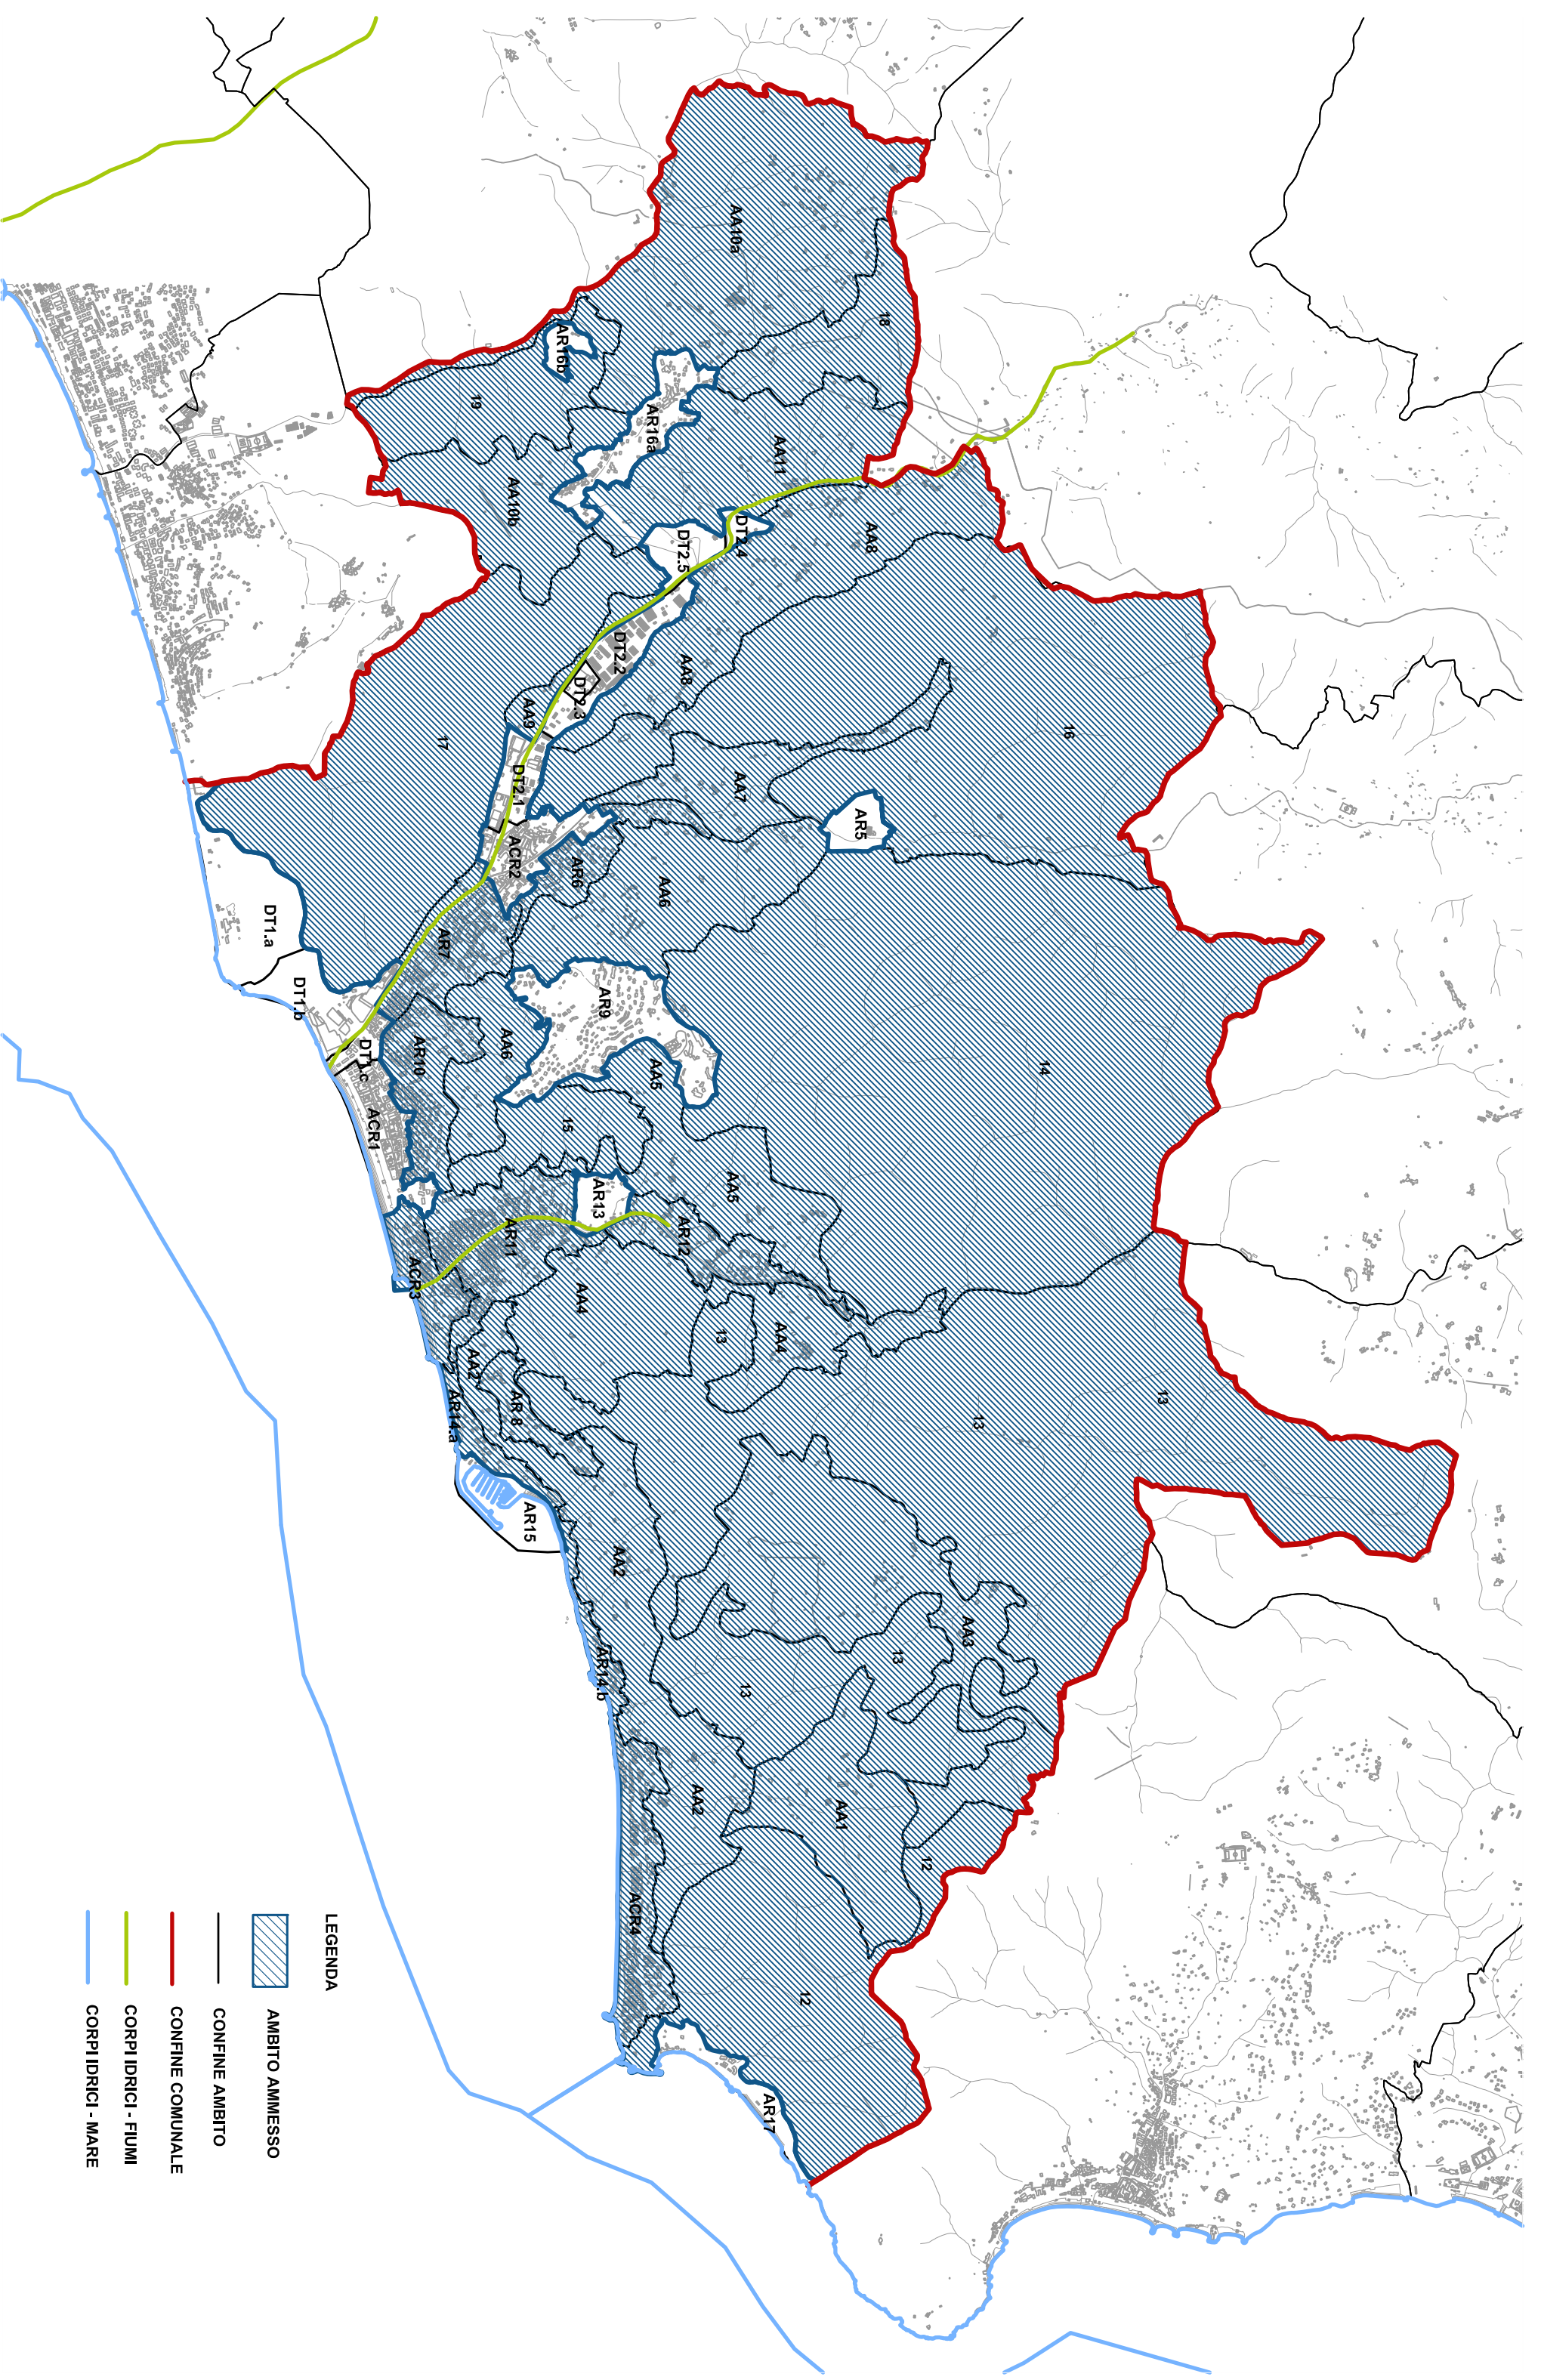 AA10a
18
AR16b
19
AR16a
AA11
AA10b
DT2.4
DT2.5
AA8
DT2.2
AA8
DT2.3
AA9
16
17
DT2.1
AA7
AR5
ACR2
AR6
AA6
DT1.a
AR7
DT1.b
AR9
AA6
AR10
DT1.c
AA5
14
ACR1
15
AA5
AR13
AR12
AR11
ACR3
AA4
13
AA4
AA2
AR 8
AR14.a
13
13
AR15
AA2
AA3
13
AR14.b
13
AA2
AA1
12
ACR4
12
AR17
LEGENDA
AMBITO AMMESSO
CONFINE AMBITO
CONFINE COMUNALE
CORPI IDRICI - FIUMI
CORPI IDRICI - MARE